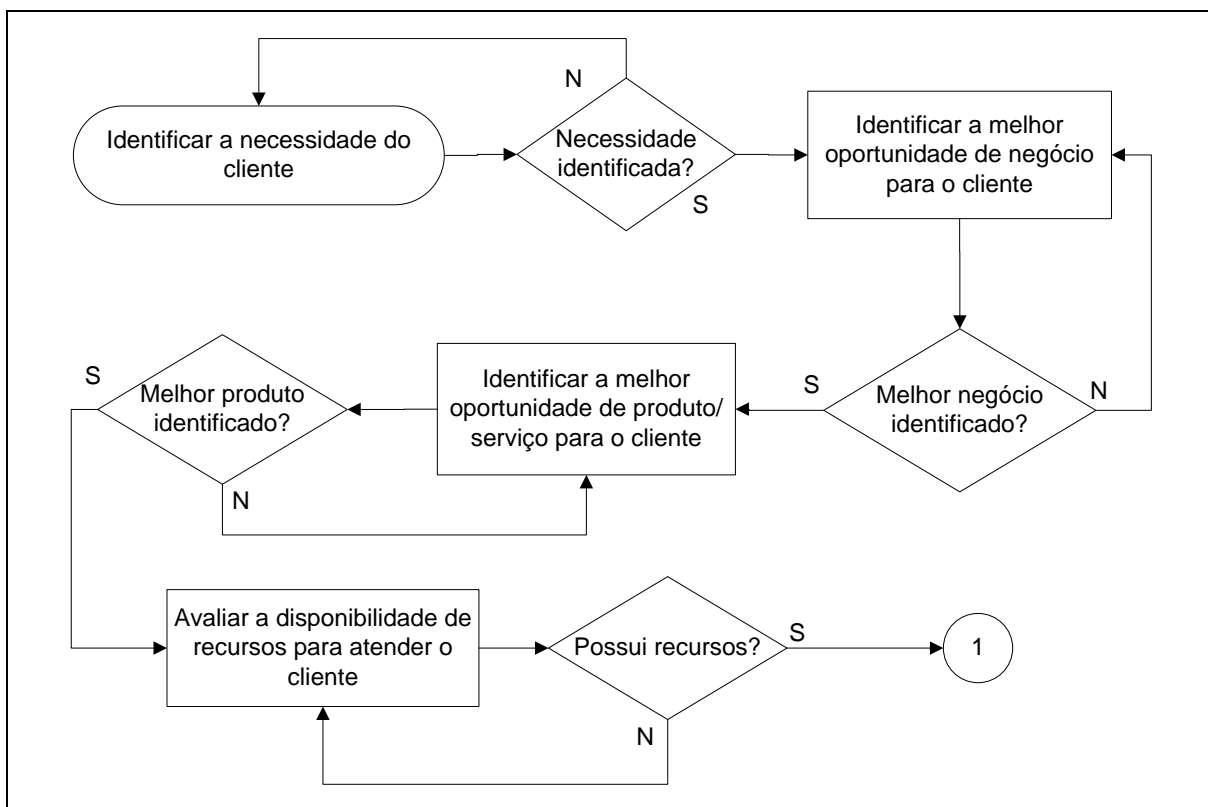 Identificar a necessidade do
cliente
N
Necessidade
identificada?
S
Identificar a melhor
oportunidade de negócio
para o cliente
Melhor negócio
identificado?
N
S
Identificar a melhor
oportunidade de produto/
serviço para o cliente
Melhor produto
identificado?
N
S
Avaliar a disponibilidade de
recursos para atender o
cliente
Possui recursos?
N
S
1